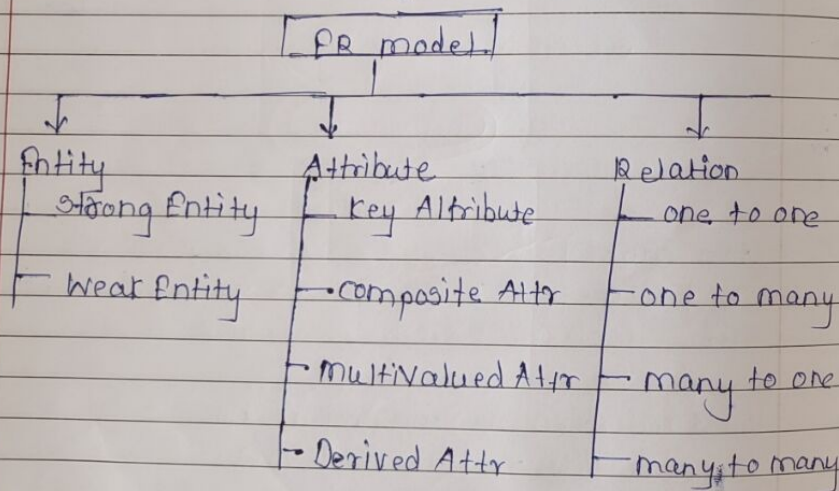 ER model
Entity Attribute Relation
Strong Entity Key Attribute one to one
Weak Entity Composite Attr one to many
Multivalued Attr many to one
Derived Attr many to many